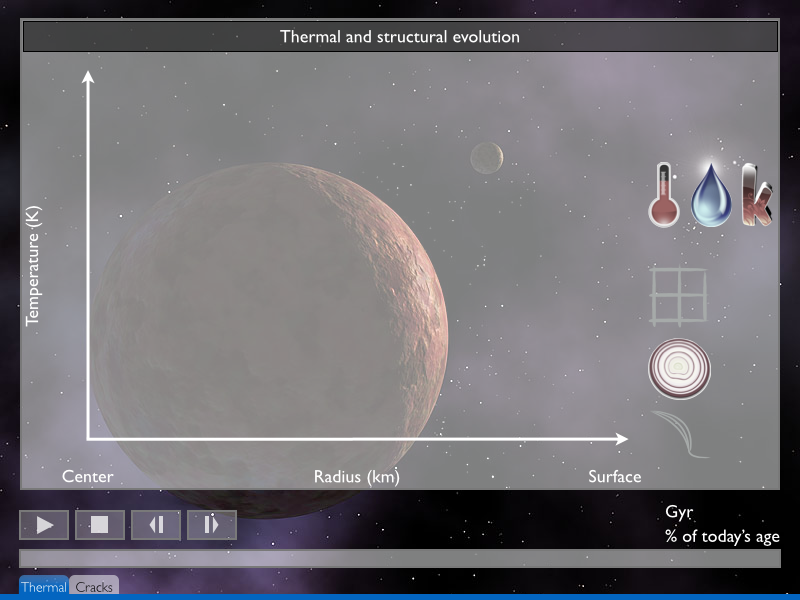 Thermal and structural evolution
Temperature (K)
k
Center
Radius (km)
Surface
Gyr
% of today's age
Thermal
Cracks